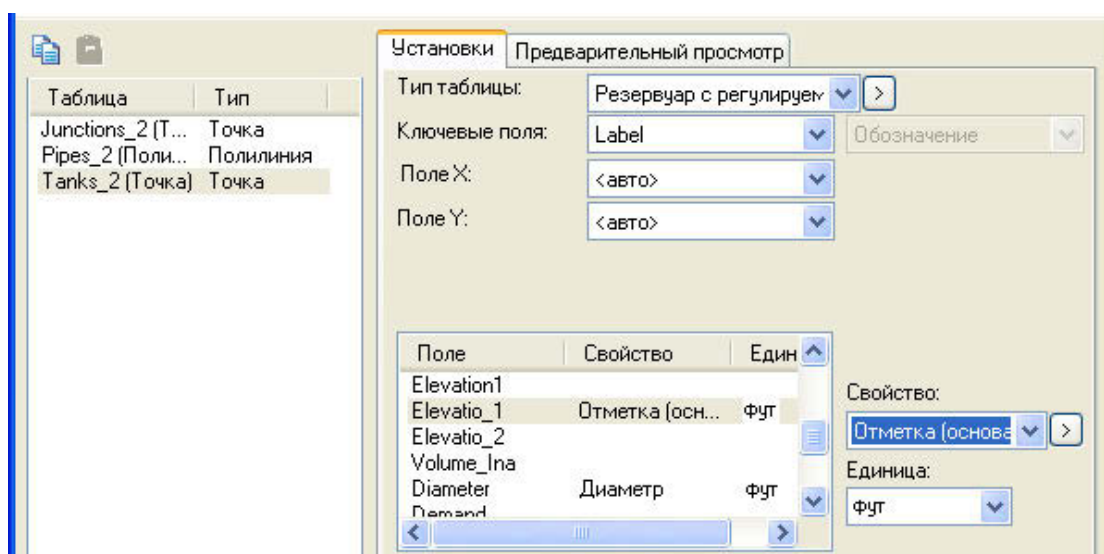 Установки Предварительный просмотр
Таблица Тип
Junctions_2 (Т... Точка
Pipes_2 (Поли... Полилиния
Tanks_2 (Точка) Точка
Тип таблицы: Резервуар с регулируем >
Ключевые поля: Label Обозначение
Поле X: <авто>
Поле Y: <авто>
Поле Свойство Един
Elevation1
Elevatio_1 Отметка (осн... фут
Elevatio_2
Volume_Ina
Diameter Диаметр фут
Demand
Свойство:
Отметка (основа >
Единица:
фут